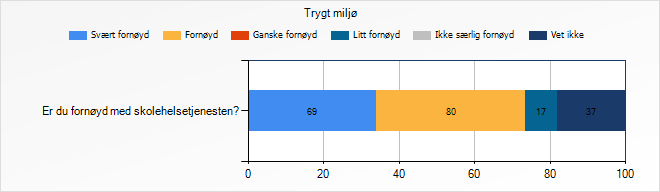 Trygt miljø
Svært fornøyd Fornøyd Ganske fornøyd Litt fornøyd Ikke særlig fornøyd Vet ikke
Er du fornøyd med skolehelsetjenesten? 69 80 17 37
0 20 40 60 80 100